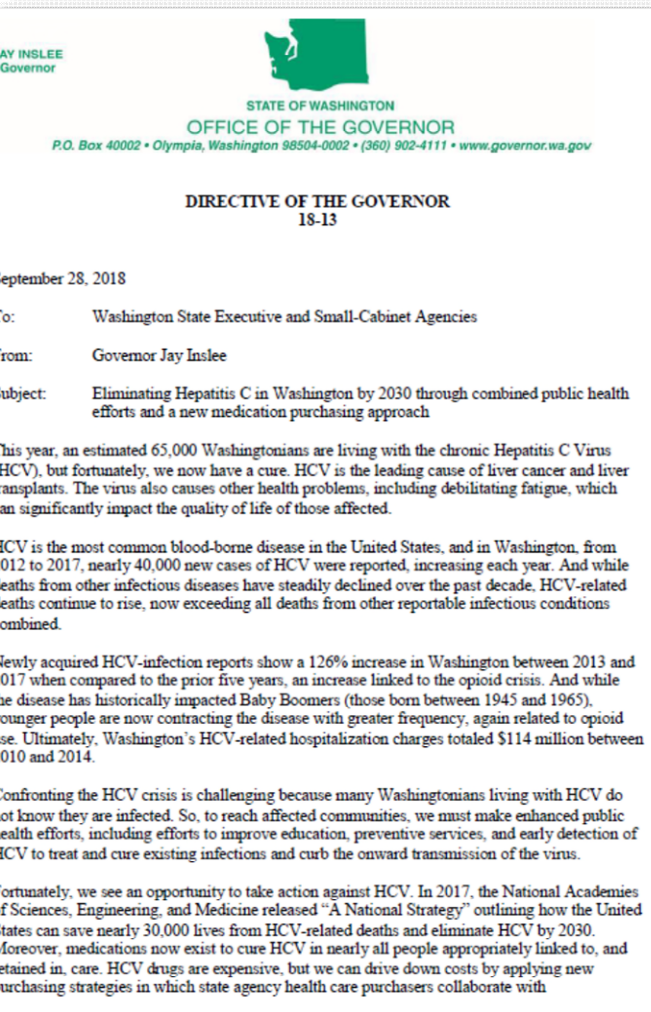 AY INSLEE
Governor
STATE OF WASHINGTON
OFFICE OF THE GOVERNOR
P.O. Box 40002 • Olympia, Washington 98504-0002 • (360) 902-4111 • www.governor.wa.gov
DIRECTIVE OF THE GOVERNOR
18-13
eptember 28, 2018
o: Washington State Executive and Small-Cabinet Agencies
rom: Governor Jay Inslee
ubject: Eliminating Hepatitis C in Washington by 2030 through combined public health
efforts and a new medication purchasing approach
his year, an estimated 65,000 Washingtonians are living with the chronic Hepatitis C Virus
HCV), but fortunately, we now have a cure. HCV is the leading cause of liver cancer and liver
ransplants. The virus also causes other health problems, including debilitating fatigue, which
an significantly impact the quality of life of those affected.
HCV is the most common blood-borne disease in the United States, and in Washington, from
012 to 2017, nearly 40,000 new cases of HCV were reported, increasing each year. And while
eaths from other infectious diseases have steadily declined over the past decade, HCV-related
eaths continue to rise, now exceeding all deaths from other reportable infectious conditions
ombined.
Newly acquired HCV-infection reports show a 126% increase in Washington between 2013 and
017 when compared to the prior five years, an increase linked to the opioid crisis. And while
he disease has historically impacted Baby Boomers (those born between 1945 and 1965),
ounger people are now contracting the disease with greater frequency, again related to opioid
se. Ultimately, Washington's HCV-related hospitalization charges totaled $114 million between
010 and 2014.
Confronting the HCV crisis is challenging because many Washingtonians living with HCV do
ot know they are infected. So, to reach affected communities, we must make enhanced public
ealth efforts, including efforts to improve education, preventive services, and early detection of
HCV to treat and cure existing infections and curb the onward transmission of the virus.
ortunately, we see an opportunity to take action against HCV. In 2017, the National Academies
f Sciences, Engineering, and Medicine released "A National Strategy" outlining how the United
tates can save nearly 30,000 lives from HCV-related deaths and eliminate HCV by 2030.
Moreover, medications now exist to cure HCV in nearly all people appropriately linked to, and
etained in, care. HCV drugs are expensive, but we can drive down costs by applying new
urchasing strategies in which state agency health care purchasers collaborate with